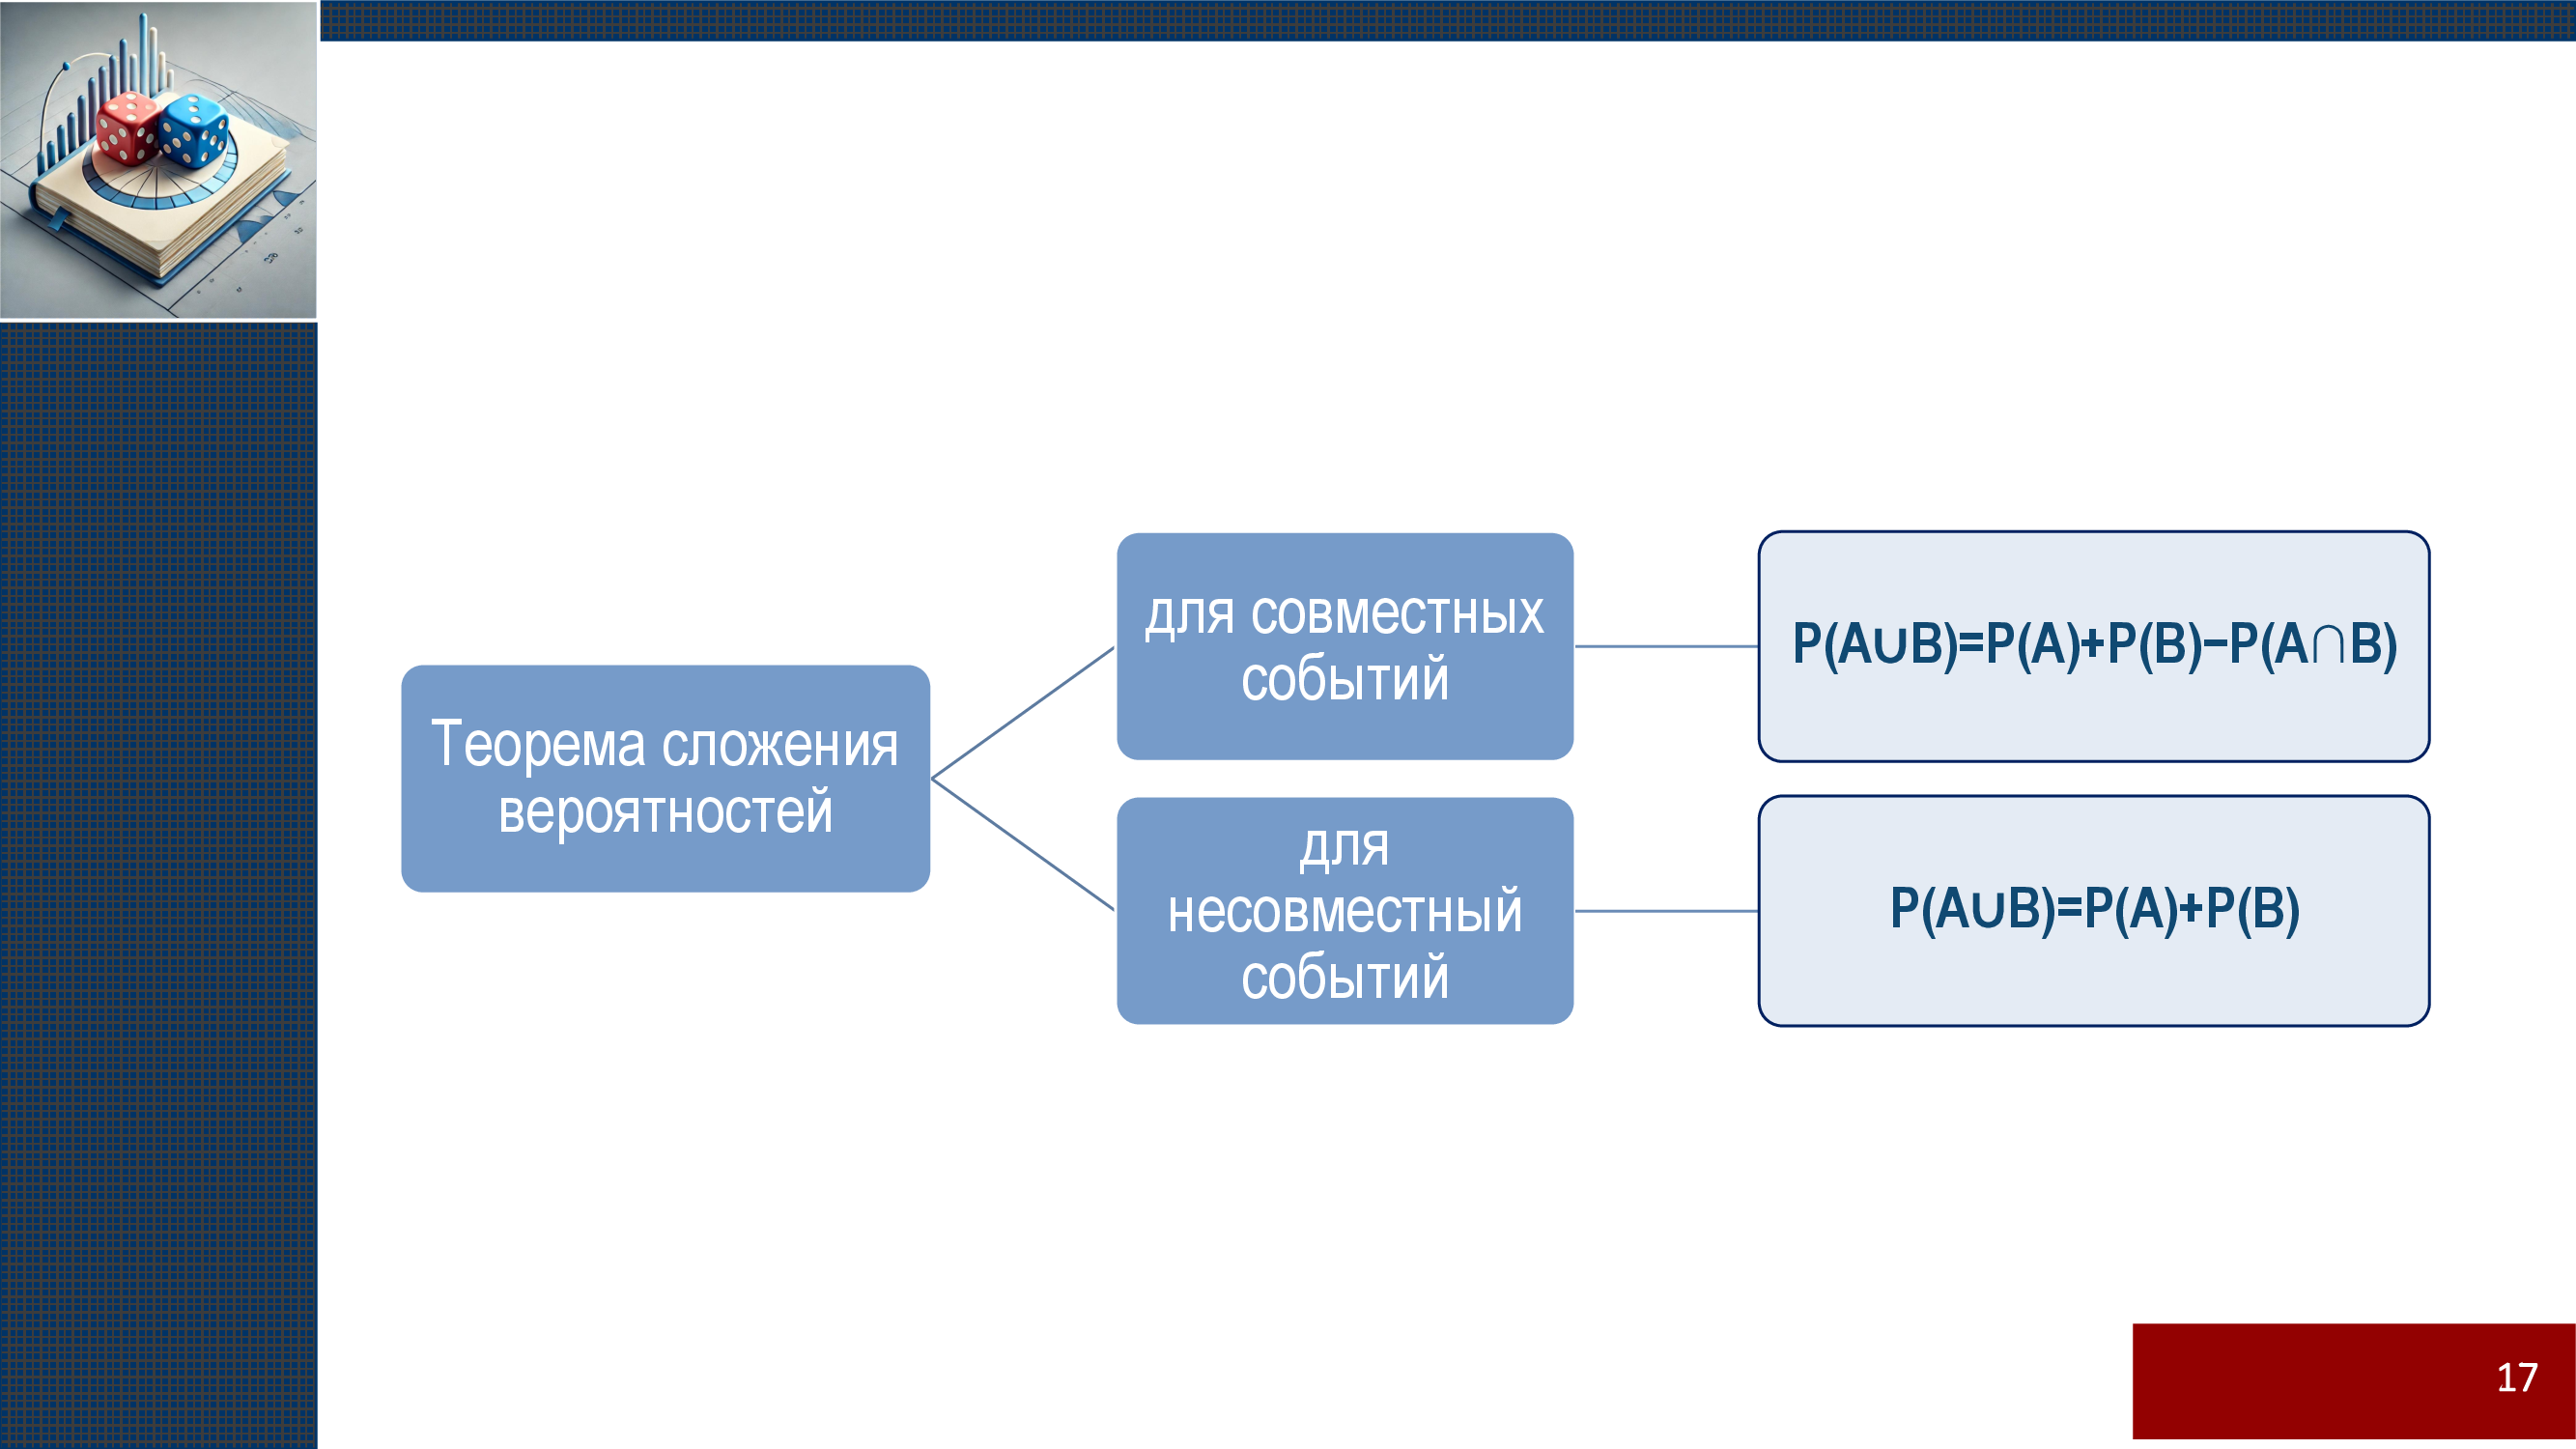 Теорема сложения
вероятностей
для совместных
событий
P(A∪B)=P(A)+P(B)−P(A∩B)
для
несовместный
событий
P(A∪B)=P(A)+P(B)
17